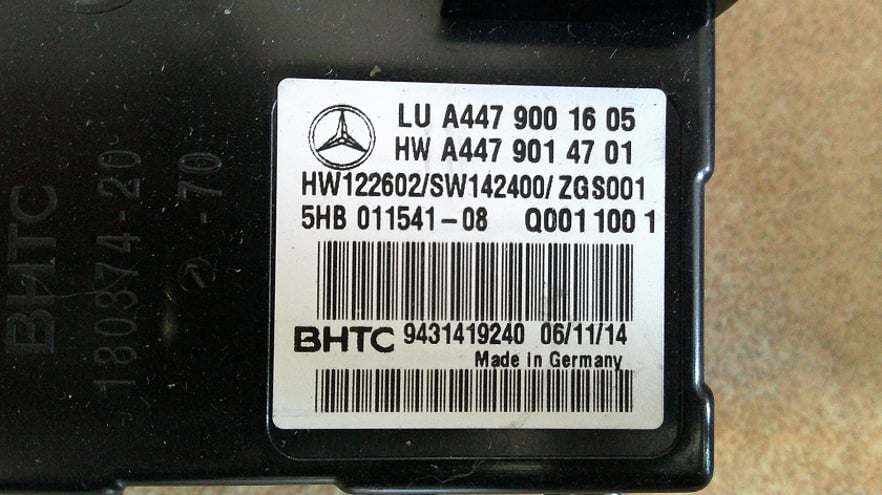 LU A447 900 16 05
HW A447 901 47 01
HW122602/SW142400/ZGS001
5HB 011541-08 Q001 100 1
BHTC 9431419240 06/11/14
Made in Germany
BHTC
180374-20
-70